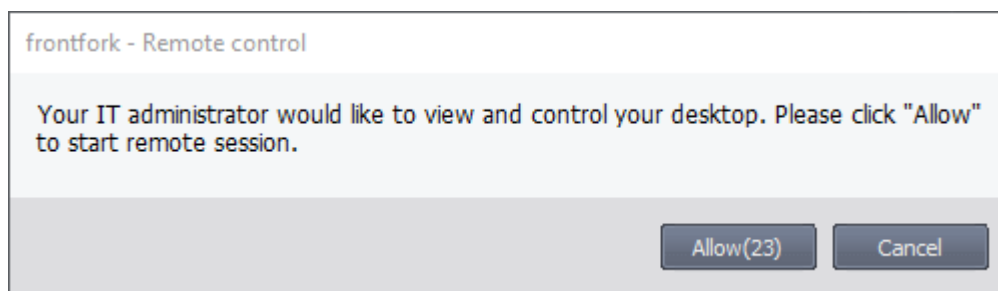 frontfork - Remote control
Your IT administrator would like to view and control your desktop. Please click "Allow"
to start remote session.
Allow(23) Cancel